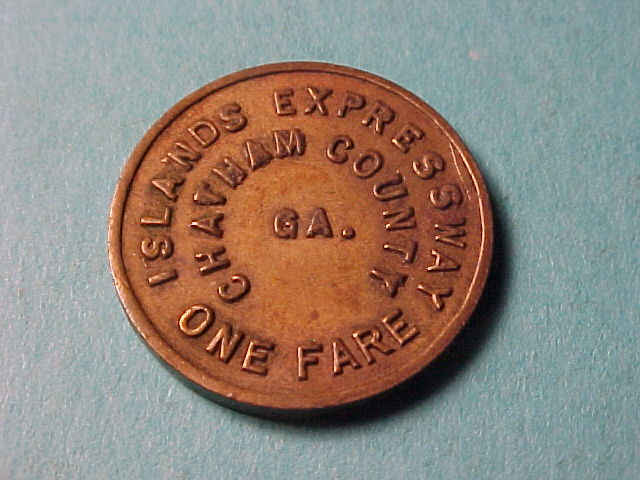 ISLANDS EXPRESSWAY
CHATHAM COUNTY
GA.
ONE FARE